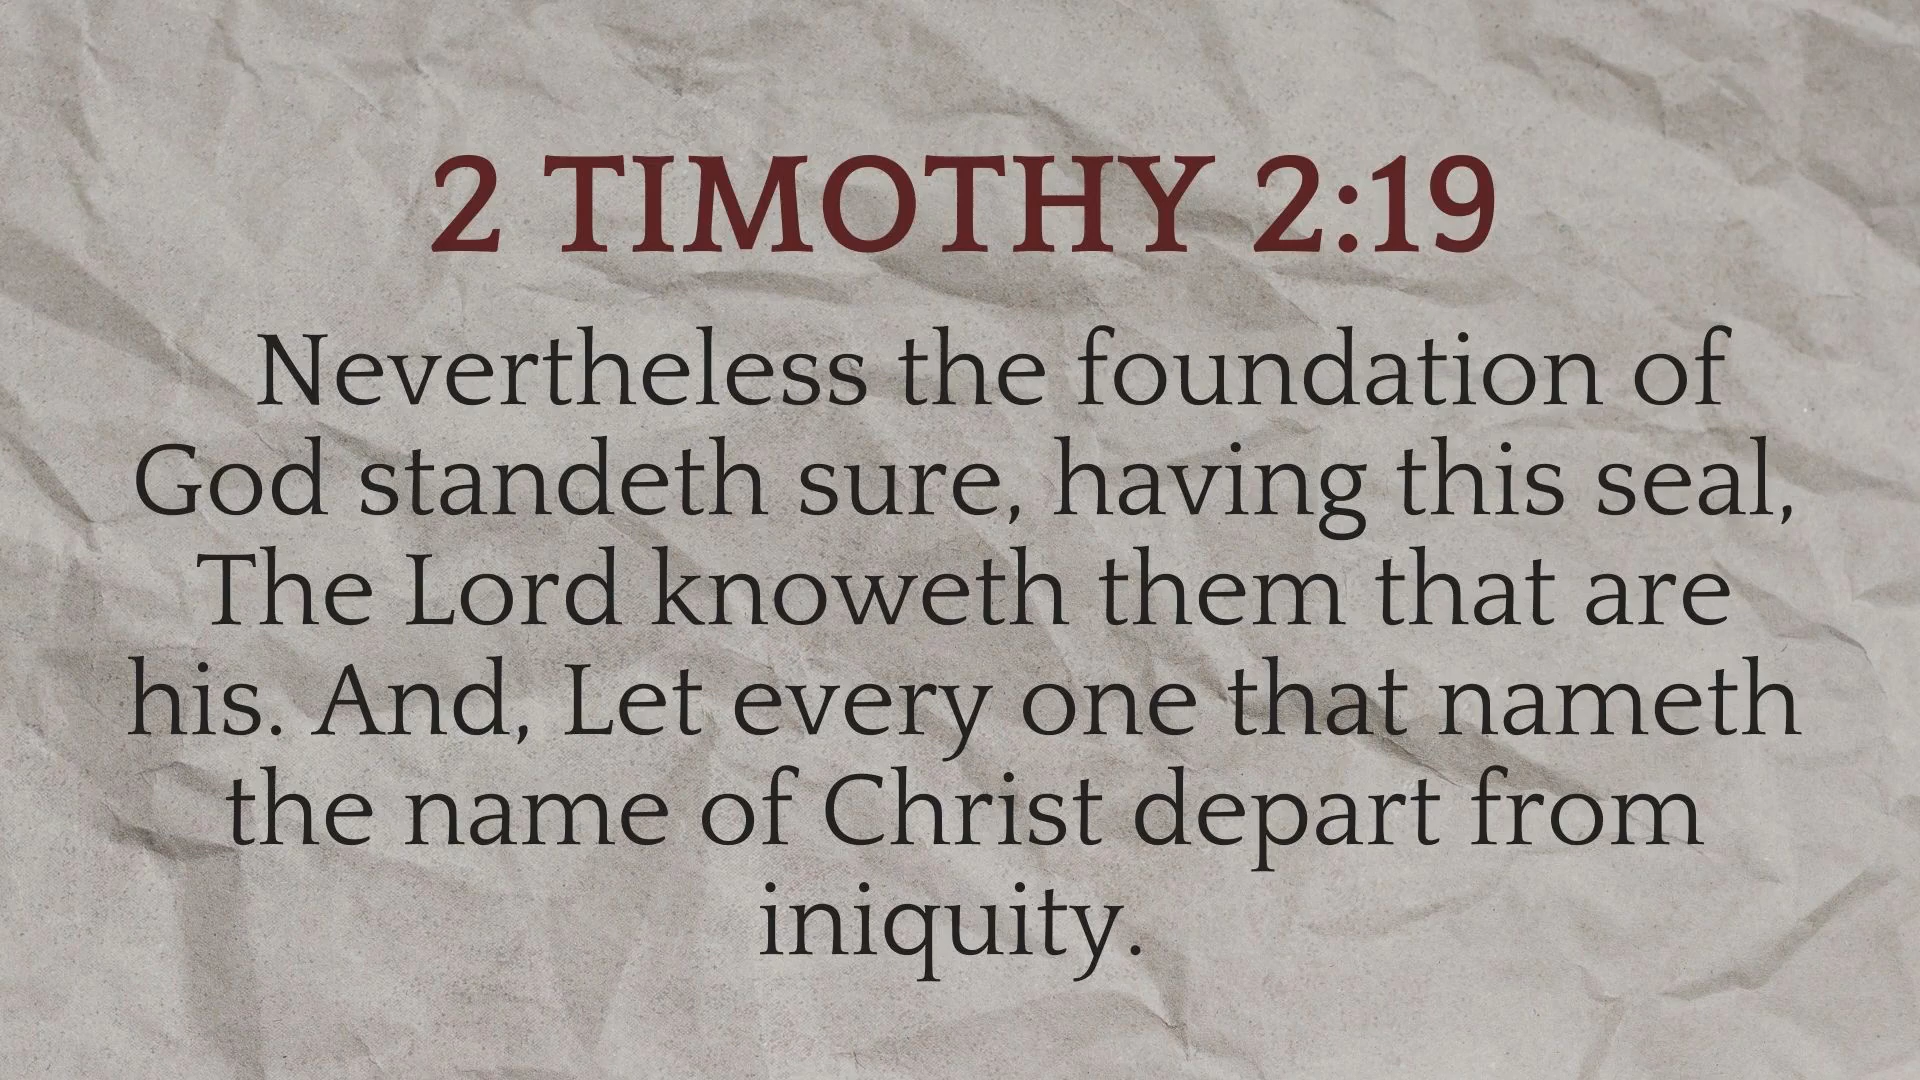 2 TIMOTHY 2:19
Nevertheless the foundation of
God standeth sure, having this seal,
The Lord knoweth them that are
his. And, Let every one that nameth
the name of Christ depart from
iniquity.